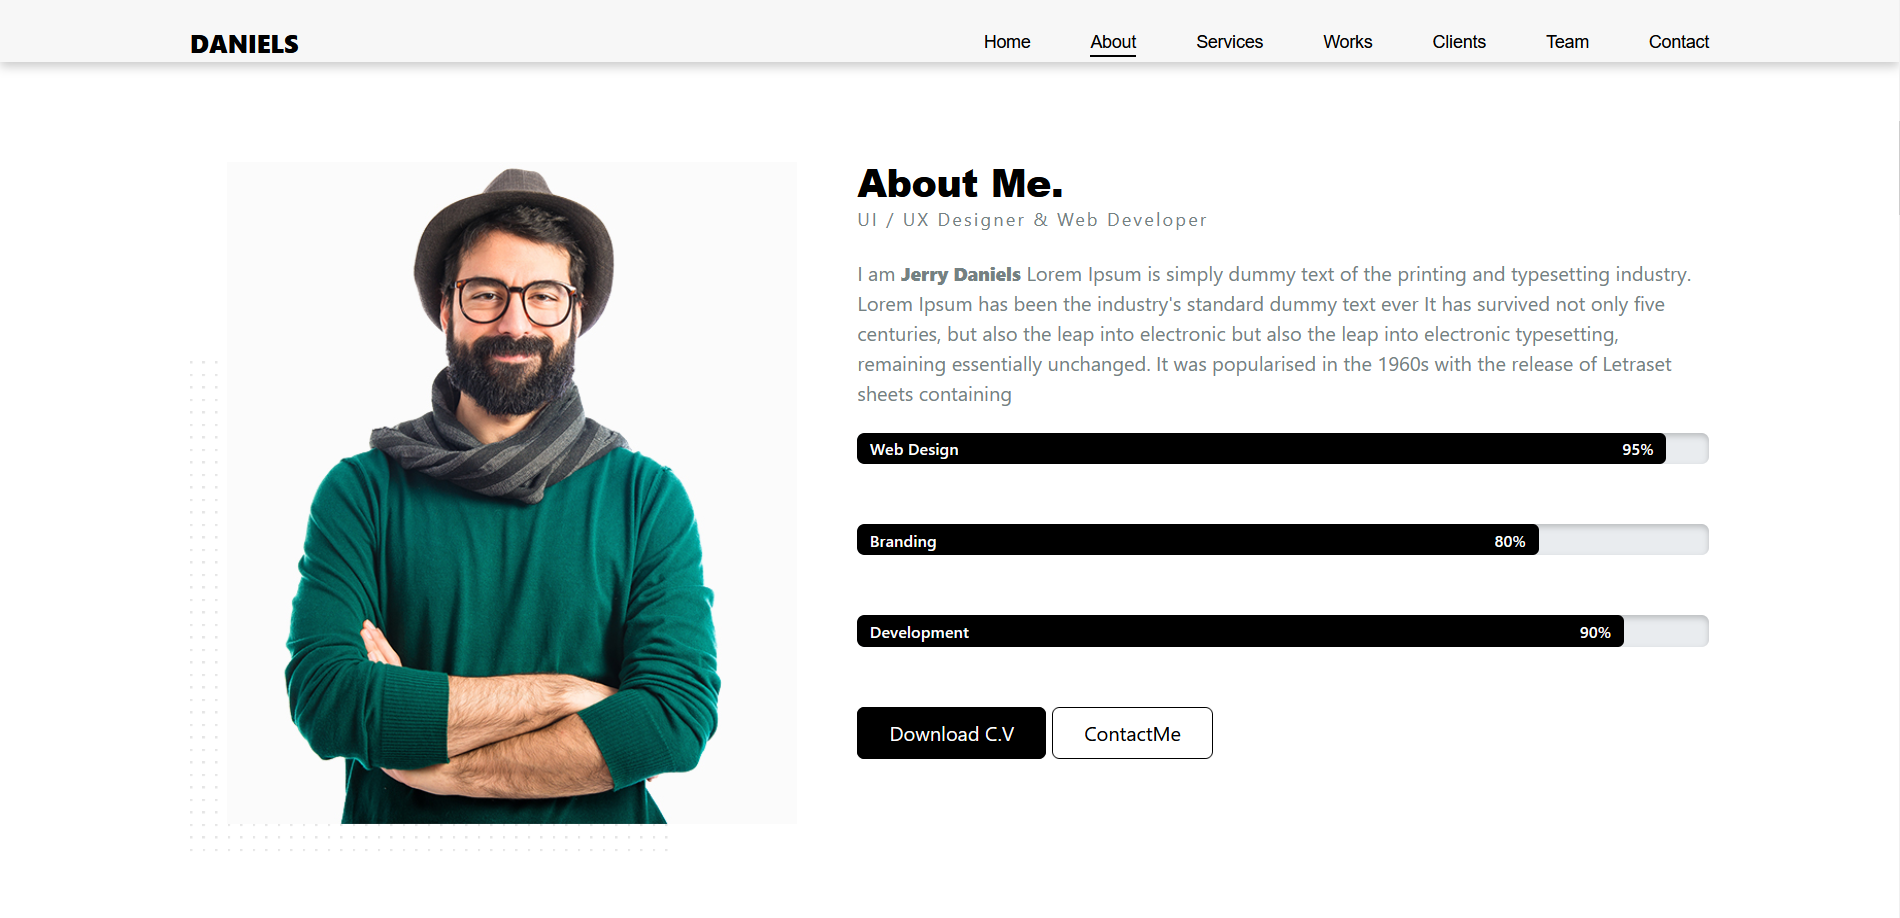 DANIELS
Home About Services Works Clients Team Contact
About Me.
UI / UX Designer & Web Developer
I am Jerry Daniels Lorem Ipsum is simply dummy text of the printing and typesetting industry.
Lorem Ipsum has been the industry's standard dummy text ever It has survived not only five
centuries, but also the leap into electronic but also the leap into electronic typesetting,
remaining essentially unchanged. It was popularised in the 1960s with the release of Letraset
sheets containing
Web Design 95%
Branding 80%
Development 90%
Download C.V ContactMe